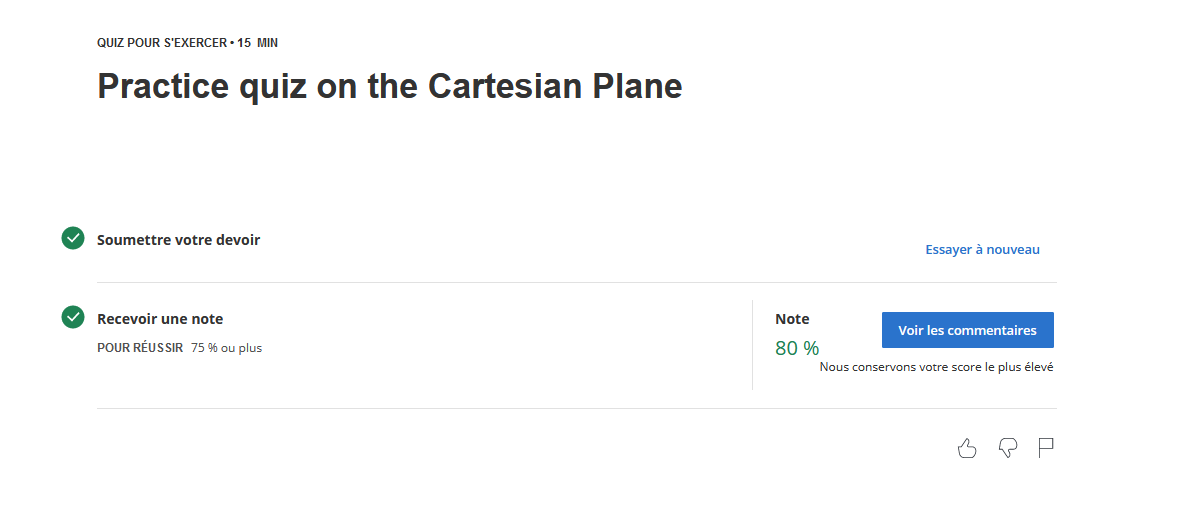 QUIZ POUR S'EXERCER • 15 MIN
Practice quiz on the Cartesian Plane
Soumettre votre devoir
Essayer à nouveau
Recevoir une note
POUR RÉUSSIR 75 % ou plus
Note
80 %
Voir les commentaires
Nous conservons votre score le plus élevé